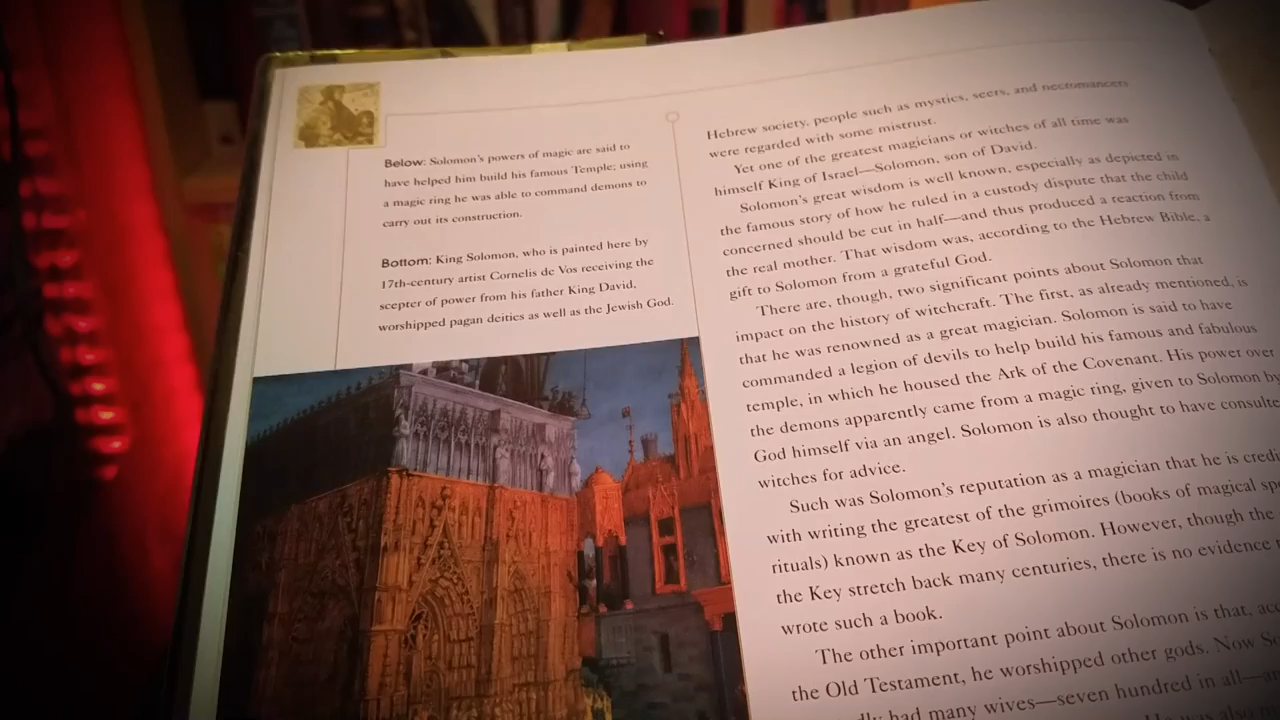 Below: Solomon's powers of magic are said to
have helped him build his famous Temple; using
a magic ring he was able to command demons to
carry out its construction.
Bottom: King Solomon, who is painted here by
17th-century artist Cornelis de Vos receiving the
scepter of power from his father King David,
worshipped pagan deities as well as the Jewish God.
Hebrew society, people such as mystics, seers, and necromancers
were regarded with some mistrust.
Yet one of the greatest magicians or witches of all time was
himself King of Israel—Solomon, son of David.
Solomon's great wisdom is well known, especially as depicted in
the famous story of how he ruled in a custody dispute that the child
concerned should be cut in half—and thus produced a reaction from
the real mother. That wisdom was, according to the Hebrew Bible, a
gift to Solomon from a grateful God.
There are, though, two significant points about Solomon that
impact on the history of witchcraft. The first, as already mentioned, is
that he was renowned as a great magician. Solomon is said to have
commanded a legion of devils to help build his famous and fabulous
temple, in which he housed the Ark of the Covenant. His power over
the demons apparently came from a magic ring, given to Solomon by
God himself via an angel. Solomon is also thought to have consulte
witches for advice.
Such was Solomon's reputation as a magician that he is credi
with writing the greatest of the grimoires (books of magical sp
rituals) known as the Key of Solomon. However, though the
the Key stretch back many centuries, there is no evidence
wrote such a book.
The other important point about Solomon is that, acc
the Old Testament, he worshipped other gods. Now S
had many wives—seven hundred in all—a